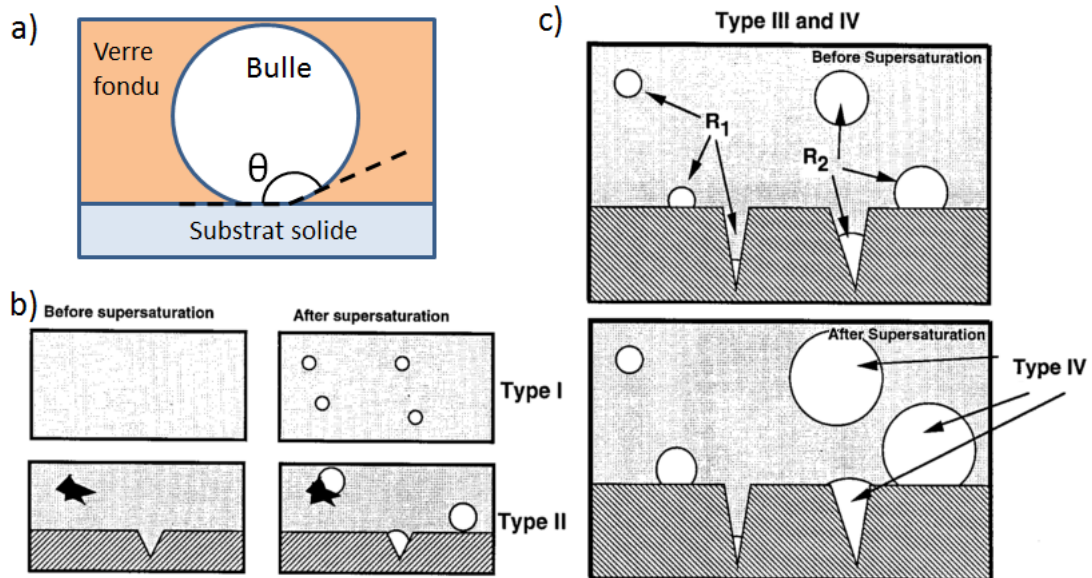 a)
Verre
fondu
Bulle
θ
Substrat solide
b)
Before supersaturation
After supersaturation
Type I
Type II
c)
Type III and IV
Before Supersaturation
R1
R2
After Supersaturation
Type IV